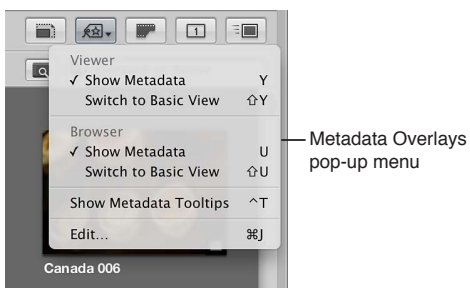 1
Viewer
✓ Show Metadata Y
Switch to Basic View ⇧Y
Browser
✓ Show Metadata U
Switch to Basic View ⇧U
Show Metadata Tooltips ^T
Edit... ⌘J
Metadata Overlays
pop-up menu
Canada 006